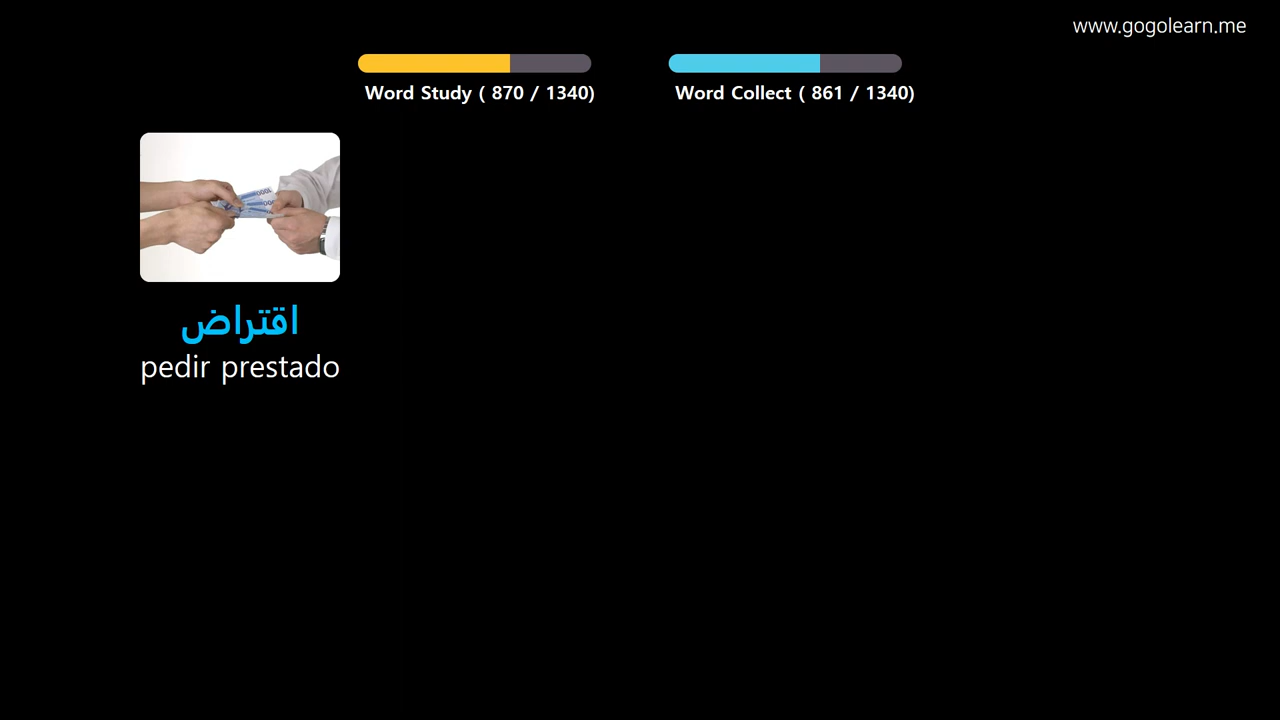 www.gogolearn.me
Word Study ( 870 / 1340)
Word Collect ( 861 / 1340)
اقتراض
pedir prestado